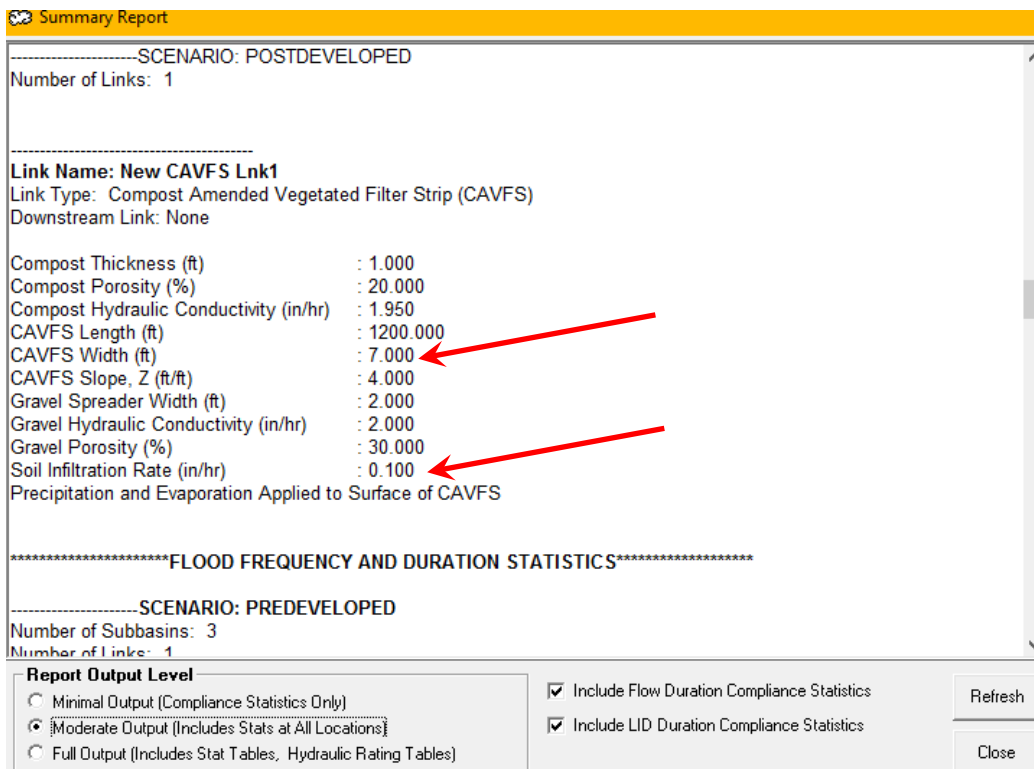 Summary Report
----------------------SCENARIO: POSTDEVELOPED
Number of Links: 1
------------------------------------------
Link Name: New CAVFS Lnk1
Link Type: Compost Amended Vegetated Filter Strip (CAVFS)
Downstream Link: None
Compost Thickness (ft) : 1.000
Compost Porosity (%) : 20.000
Compost Hydraulic Conductivity (in/hr) : 1.950
CAVFS Length (ft) : 1200.000
CAVFS Width (ft) : 7.000
CAVFS Slope, Z (ft/ft) : 4.000
Gravel Spreader Width (ft) : 2.000
Gravel Hydraulic Conductivity (in/hr) : 2.000
Gravel Porosity (%) : 30.000
Soil Infiltration Rate (in/hr) : 0.100
Precipitation and Evaporation Applied to Surface of CAVFS
**********************FLOOD FREQUENCY AND DURATION STATISTICS*******************
----------------------SCENARIO: PREDEVELOPED
Number of Subbasins: 3
Number of Links: 1
Report Output Level
Minimal Output (Compliance Statistics Only)
Moderate Output (Includes Stats at All Locations)
Full Output (Includes Stat Tables, Hydraulic Rating Tables)
Include Flow Duration Compliance Statistics
Include LID Duration Compliance Statistics
Refresh
Close